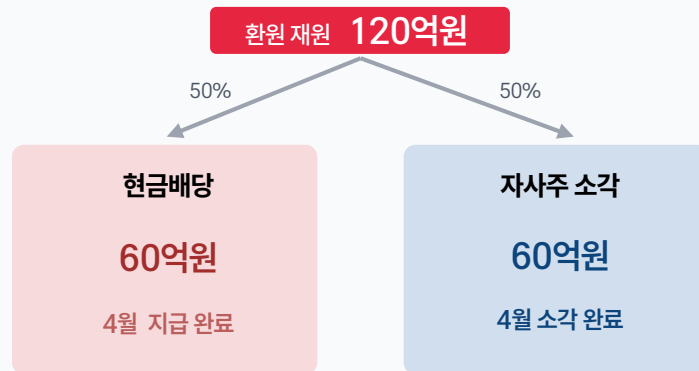 환원 재원 120억원
50%
50%
현금배당
60억원
4월 지급 완료
자사주 소각
60억원
4월 소각 완료